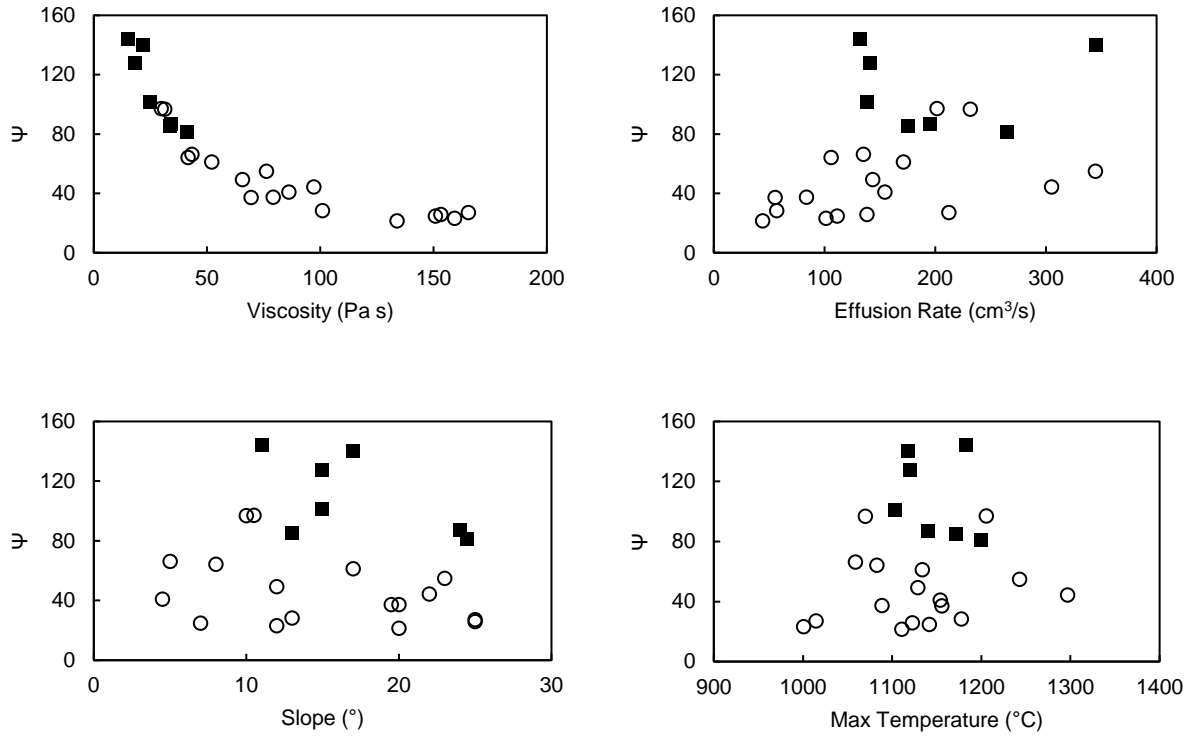 160
120
80
40
0
Ψ
0 50 100 150 200
Viscosity (Pa s)
160
120
80
40
0
Ψ
0 100 200 300 400
Effusion Rate (cm³/s)
160
120
80
40
0
Ψ
0 10 20 30
Slope (°)
160
120
80
40
0
Ψ
900 1000 1100 1200 1300 1400
Max Temperature (°C)